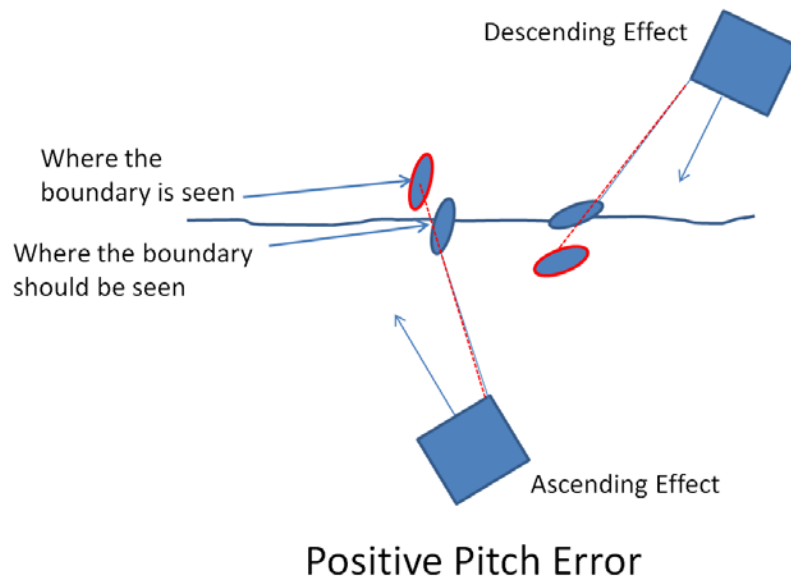 Descending Effect
Where the
boundary is seen
Where the boundary
should be seen
Ascending Effect
Positive Pitch Error